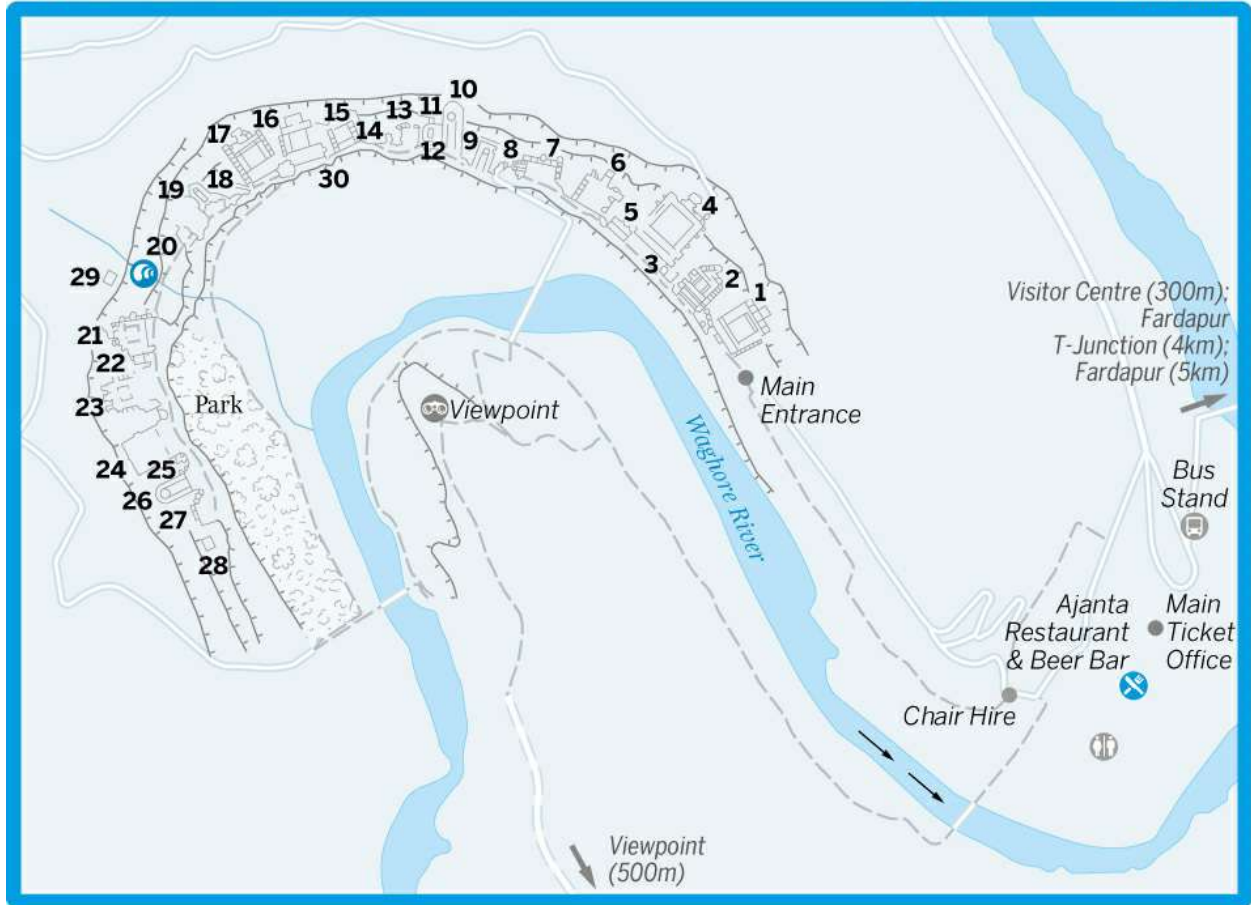 10
16
15
13
11
17
14
12
9
8
7
6
19
18
30
4
5
20
3
2
1
29
21
22
23
24
25
26
27
28
Park
Viewpoint
Main
Entrance
Waghore River
Visitor Centre (300m);
Fardapur
T-Junction (4km);
Fardapur (5km)
Bus
Stand
Ajanta
Restaurant
& Beer Bar
Main
Ticket
Office
Chair Hire
Viewpoint
(500m)